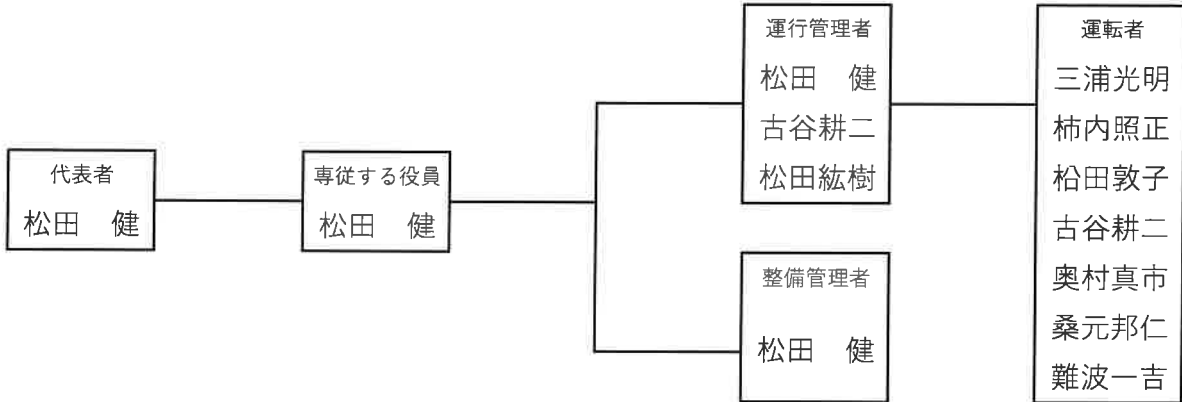 代表者
松田　健
専従する役員
松田　健
運行管理者
松田　健
古谷耕二
松田紘樹
整備管理者
松田　健
運転者
三浦光明
柿内照正
松田敦子
古谷耕二
奥村真市
桑元邦仁
難波一吉